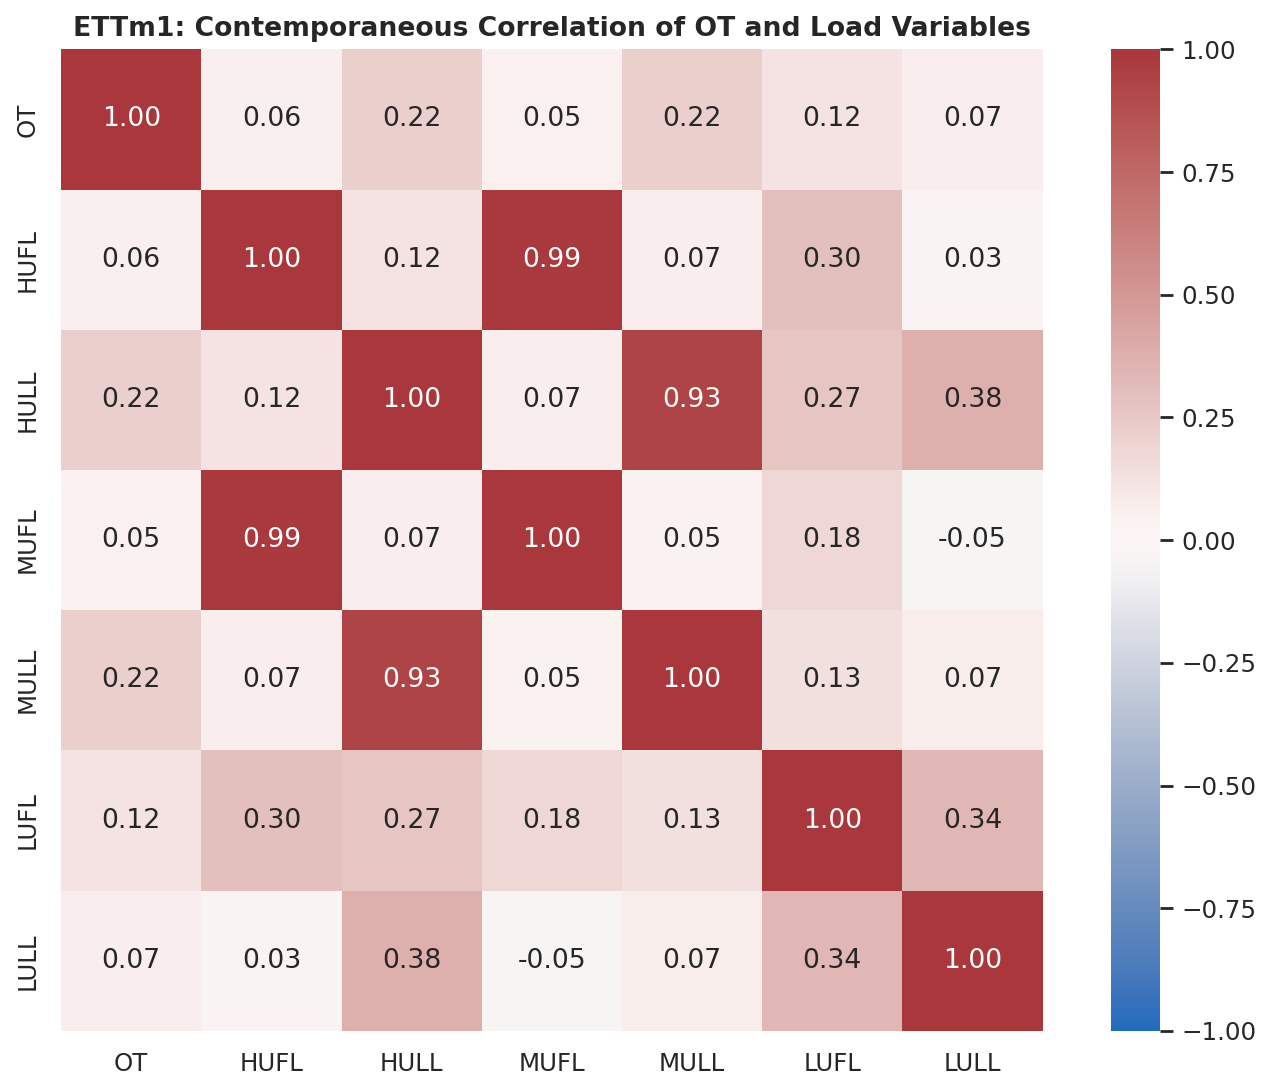 ETTm1: Contemporaneous Correlation of OT and Load Variables
OT 1.00 0.06 0.22 0.05 0.22 0.12 0.07
HUFL 0.06 1.00 0.12 0.99 0.07 0.30 0.03
HULL 0.22 0.12 1.00 0.07 0.93 0.27 0.38
MUFL 0.05 0.99 0.07 1.00 0.05 0.18 -0.05
MULL 0.22 0.07 0.93 0.05 1.00 0.13 0.07
LUFL 0.12 0.30 0.27 0.18 0.13 1.00 0.34
LULL 0.07 0.03 0.38 -0.05 0.07 0.34 1.00
OT HUFL HULL MUFL MULL LUFL LULL
1.00
0.75
0.50
0.25
0.00
−0.25
−0.50
−0.75
−1.00